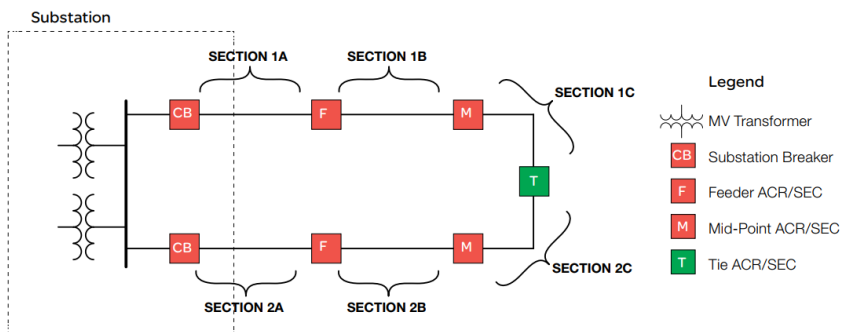 Substation
SECTION 1A
SECTION 1B
SECTION 1C
CB
F
M
T
CB
F
M
SECTION 2A
SECTION 2B
SECTION 2C
Legend
MV Transformer
CB Substation Breaker
F Feeder ACR/SEC
M Mid-Point ACR/SEC
T Tie ACR/SEC